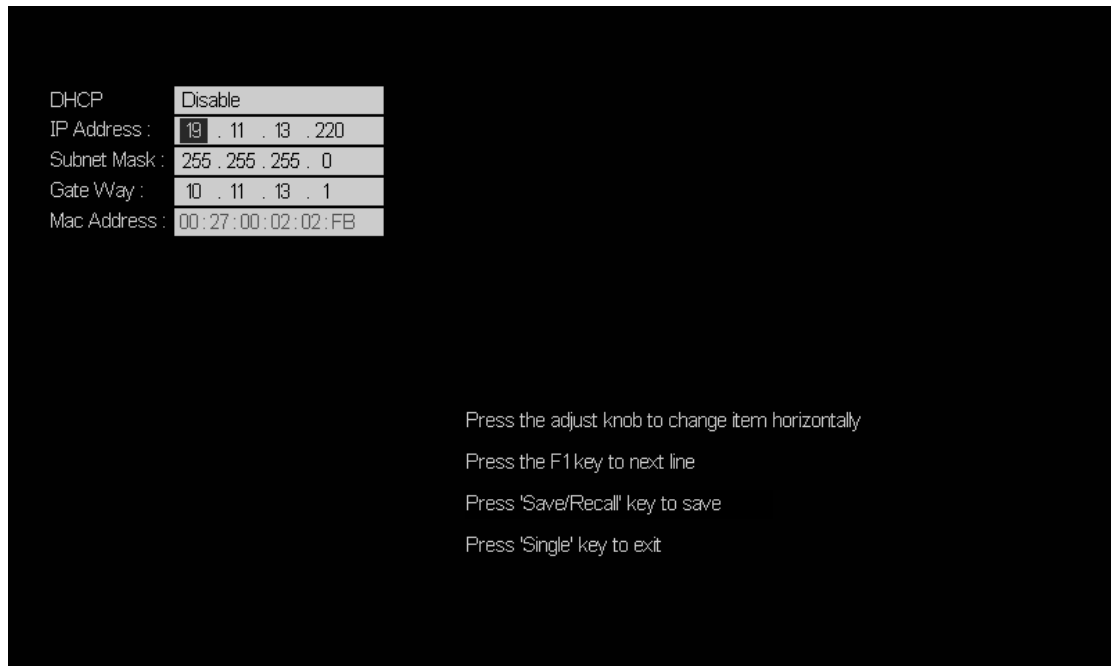 DHCP Disable
IP Address : 19 . 11 . 13 . 220
Subnet Mask : 255 . 255 . 255 . 0
Gate Way : 10 . 11 . 13 . 1
Mac Address : 00:27:00:02:02:FB
Press the adjust knob to change item horizontally
Press the F1 key to next line
Press 'Save/Recall' key to save
Press 'Single' key to exit